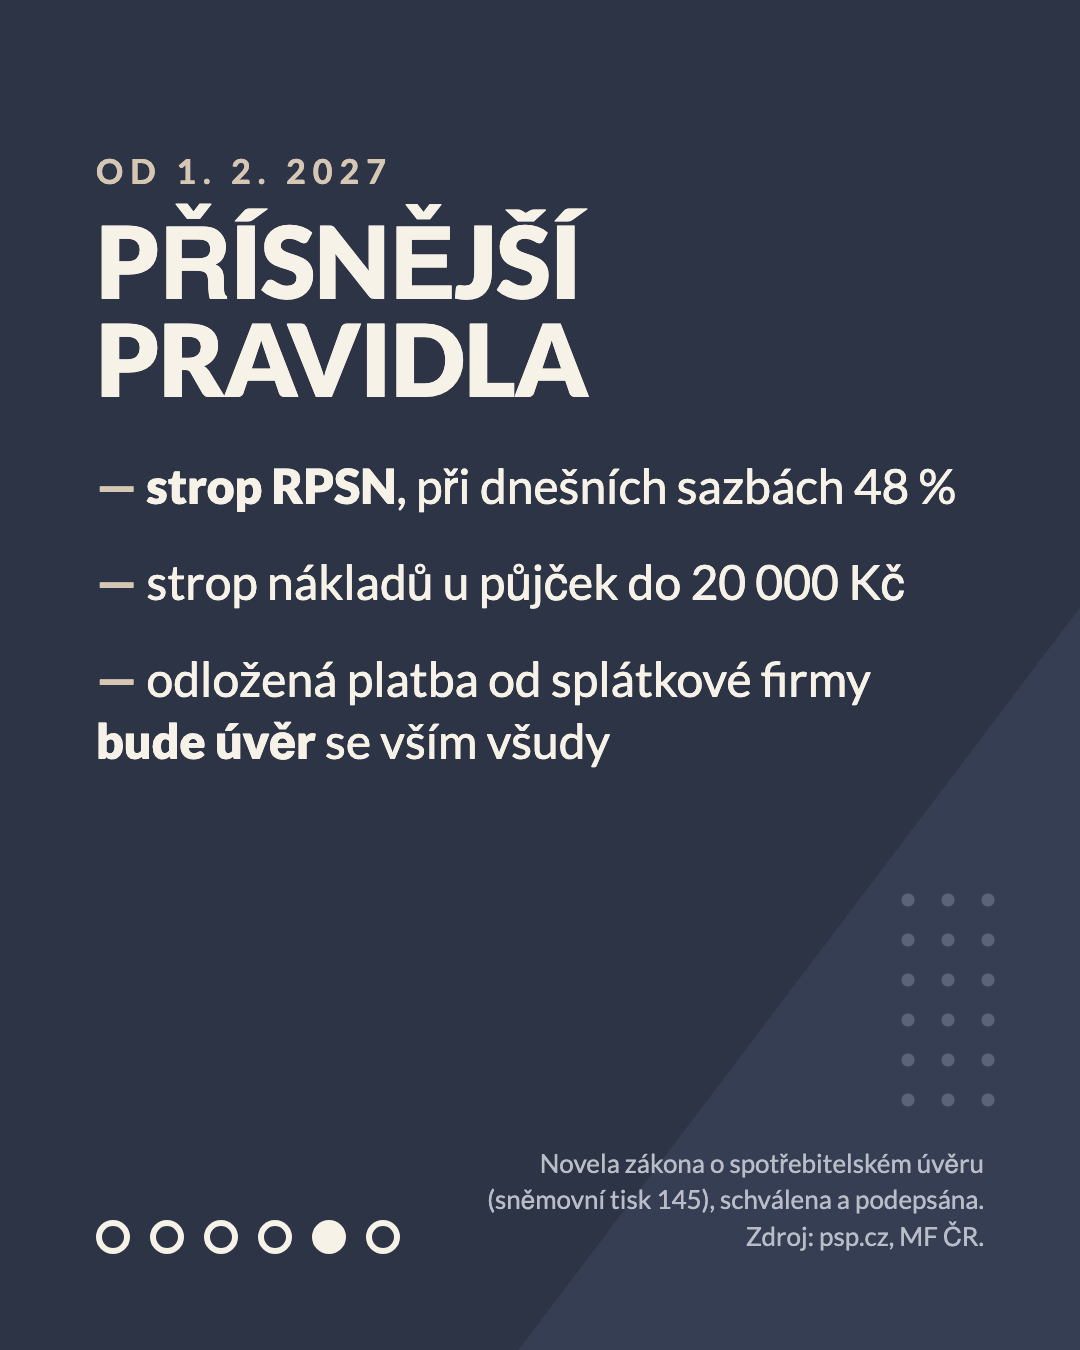 OD 1. 2. 2027
PŘÍSNĚJŠÍ
PRAVIDLA
— strop RPSN, při dnešních sazbách 48 %
— strop nákladů u půjček do 20 000 Kč
— odložená platba od splátkové firmy
bude úvěr se vším všudy
Novela zákona o spotřebitelském úvěru
(sněmovní tisk 145), schválena a podepsána.
Zdroj: psp.cz, MF ČR.